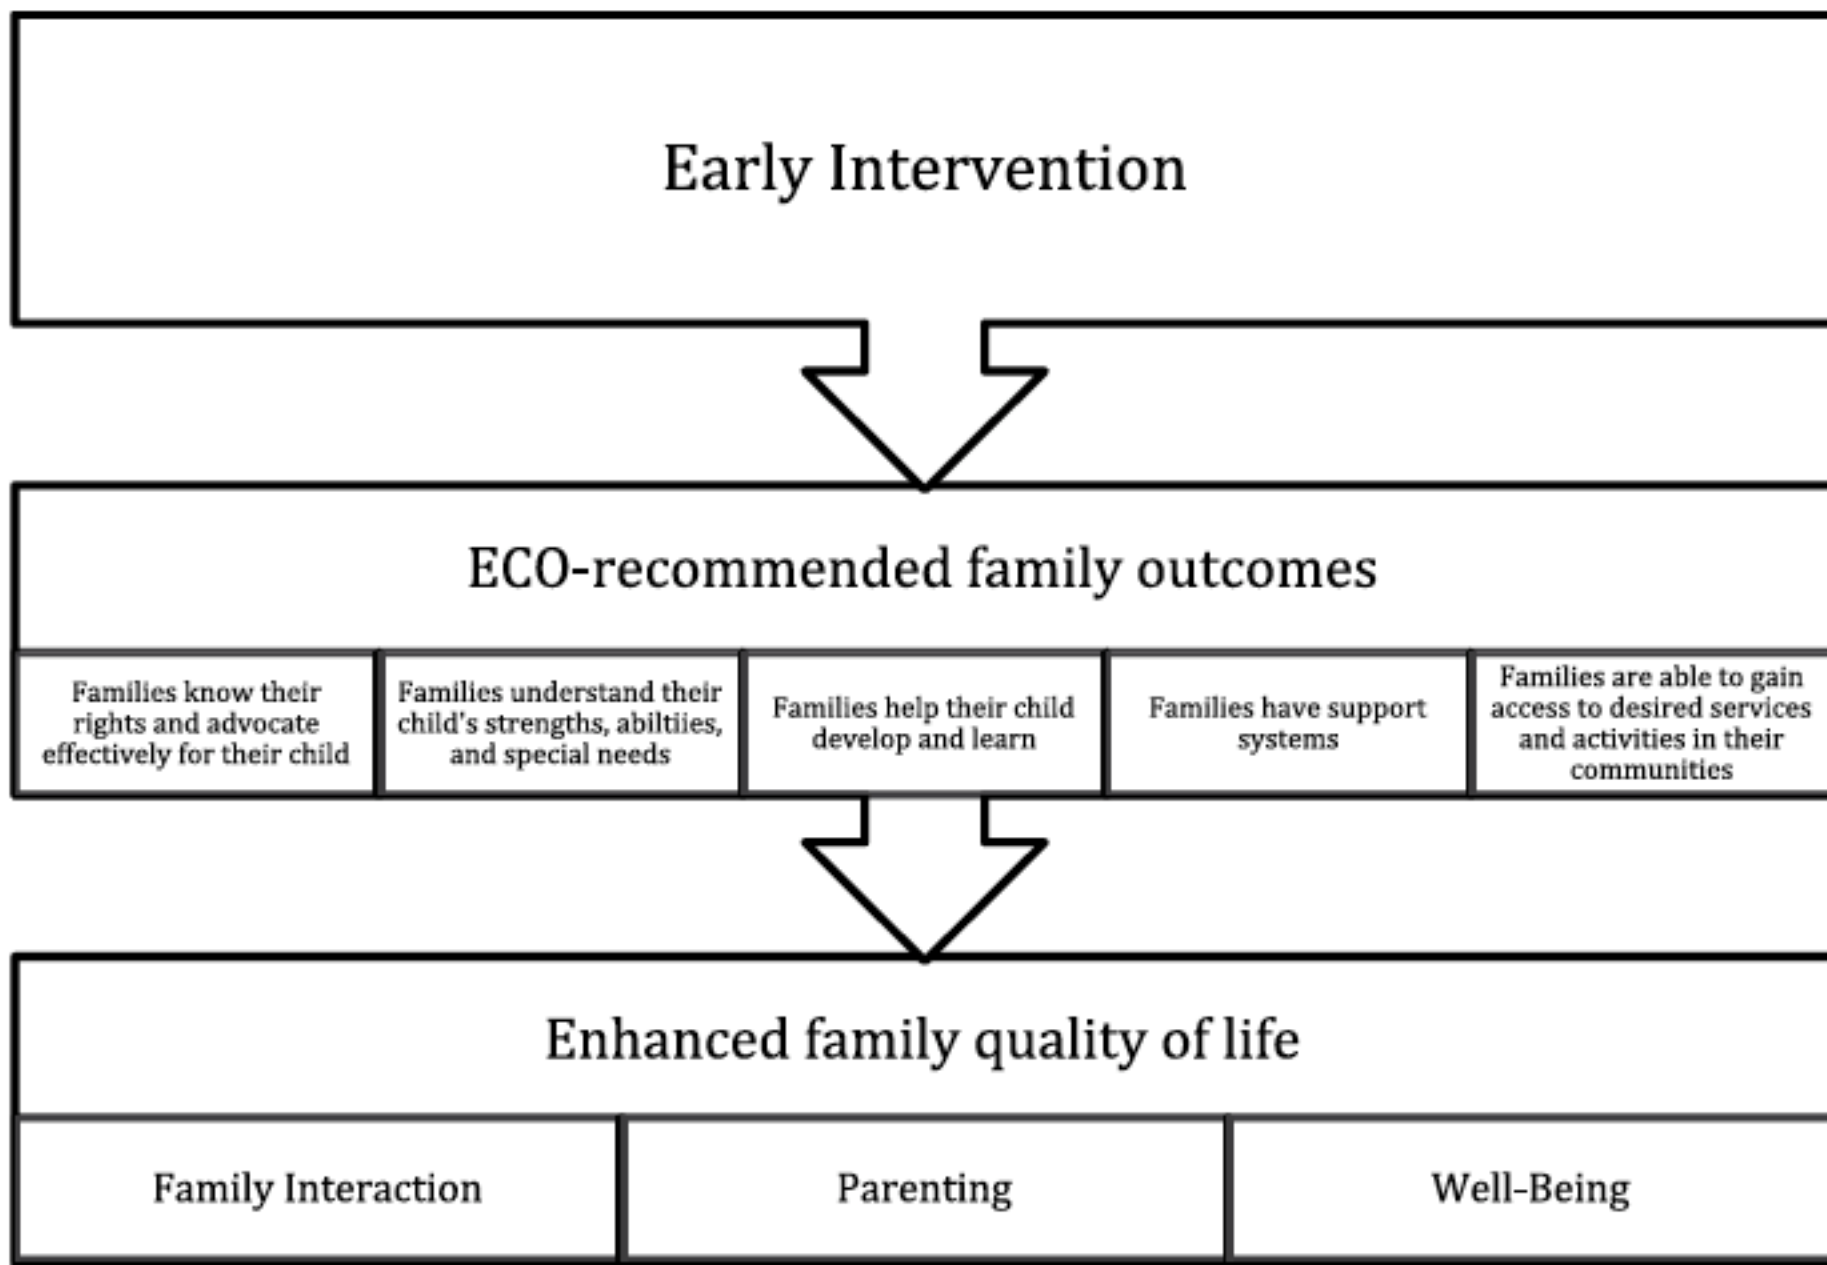 Early Intervention
ECO-recommended family outcomes
Families know their
rights and advocate
effectively for their child
Families understand their
child's strengths, abiltiies,
and special needs
Families help their child
develop and learn
Families have support
systems
Families are able to gain
access to desired services
and activities in their
communities
Enhanced family quality of life
Family Interaction
Parenting
Well-Being